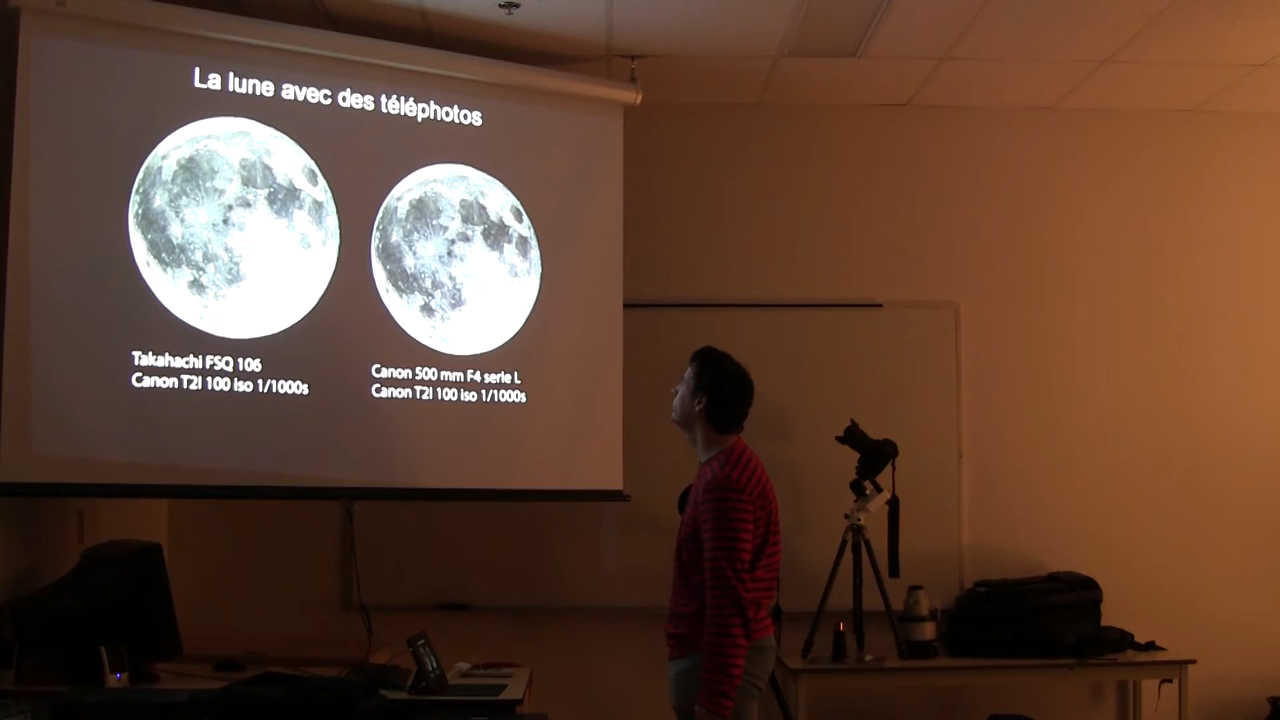 La lune avec des téléphotos
Takahachi FSQ 106
Canon T2I 100 iso 1/1000s
Canon 500 mm F4 serie L
Canon T2I 100 iso 1/1000s